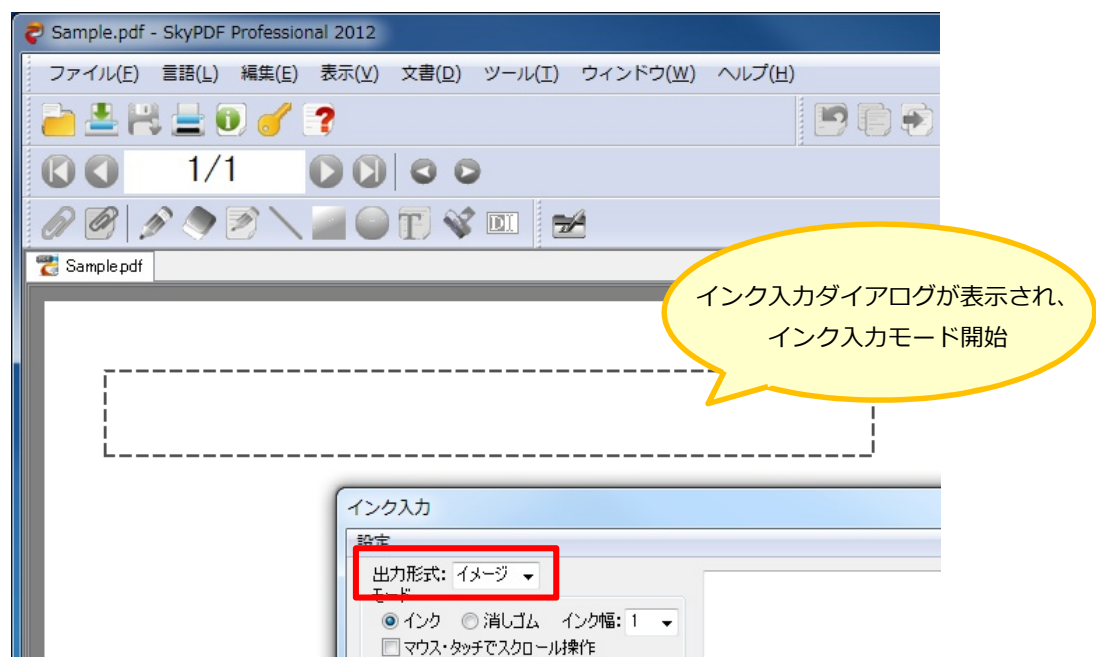 Sample.pdf - SkyPDF Professional 2012
ファイル(F) 言語(L) 編集(E) 表示(V) 文書(D) ツール(T) ウィンドウ(W) ヘルプ(H)
1/1
T DI
Sample.pdf
インク入力ダイアログが表示され、
インク入力モード開始
インク入力
設定
出力形式: イメージ
モード
インク 消しゴム インク幅: 1
マウス・タッチでスクロール操作